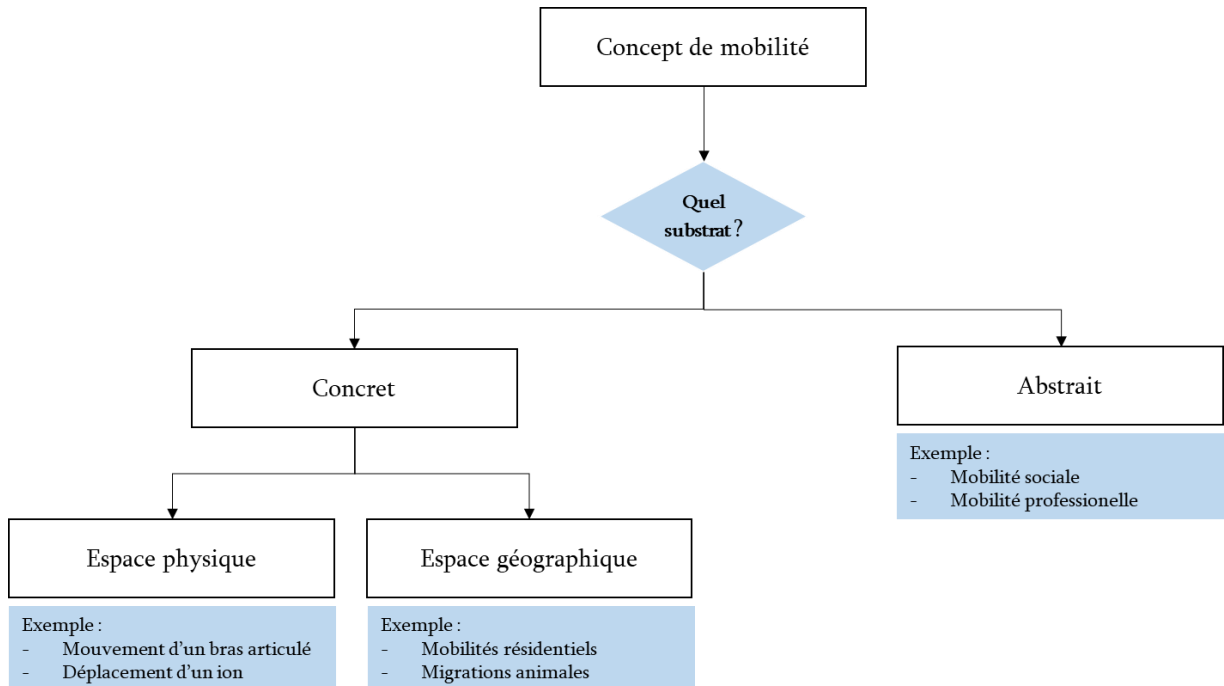 Concept de mobilité
Quel
substrat ?
Concret
Abstrait
Exemple :
- Mobilité sociale
- Mobilité professionelle
Espace physique
Espace géographique
Exemple :
- Mouvement d'un bras articulé
- Déplacement d'un ion
Exemple :
- Mobilités résidentiels
- Migrations animales